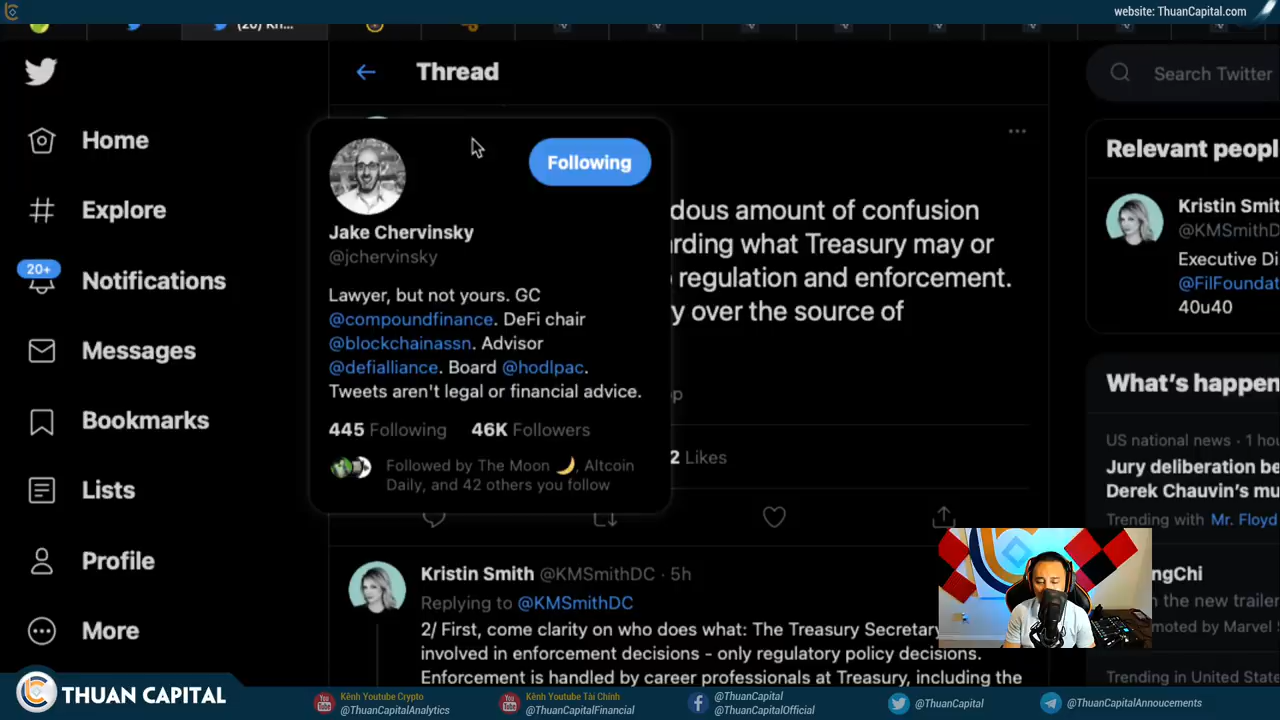 website: ThuanCapital.com
Thread
Search Twitter
Home
Explore
20+
Notifications
Messages
Bookmarks
Lists
Profile
More
Following
Jake Chervinsky
@jchervinsky
Lawyer, but not yours. GC
@compoundfinance. DeFi chair
@blockchainassn. Advisor
@defialliance. Board @hodlpac.
Tweets aren't legal or financial advice.
445 Following 46K Followers
Followed by The Moon 🌙, Altcoin
Daily, and 42 others you follow
dous amount of confusion
rding what Treasury may or
regulation and enforcement.
y over the source of
2 Likes
Kristin Smith @KMSmithDC · 5h
Replying to @KMSmithDC
2/ First, come clarity on who does what: The Treasury Secretary
involved in enforcement decisions - only regulatory policy decisions.
Enforcement is handled by career professionals at Treasury, including the
Relevant peopl
Kristin Smit
@KMSmithD
Executive Di
@FilFoundat
40u40
What's happen
US national news · 1 hou
Jury deliberation be
Derek Chauvin's mu
Trending with Mr. Floyd
ngChi
n the new trailer
moted by Marvel
Trending in United State
THUAN CAPITAL
Kênh Youtube Crypto
@ThuanCapitalAnalytics
Kênh Youtube Tài Chính
@ThuanCapitalFinancial
@ThuanCapital
@ThuanCapitalOfficial
@ThuanCapital
@ThuanCapitalAnnoucements